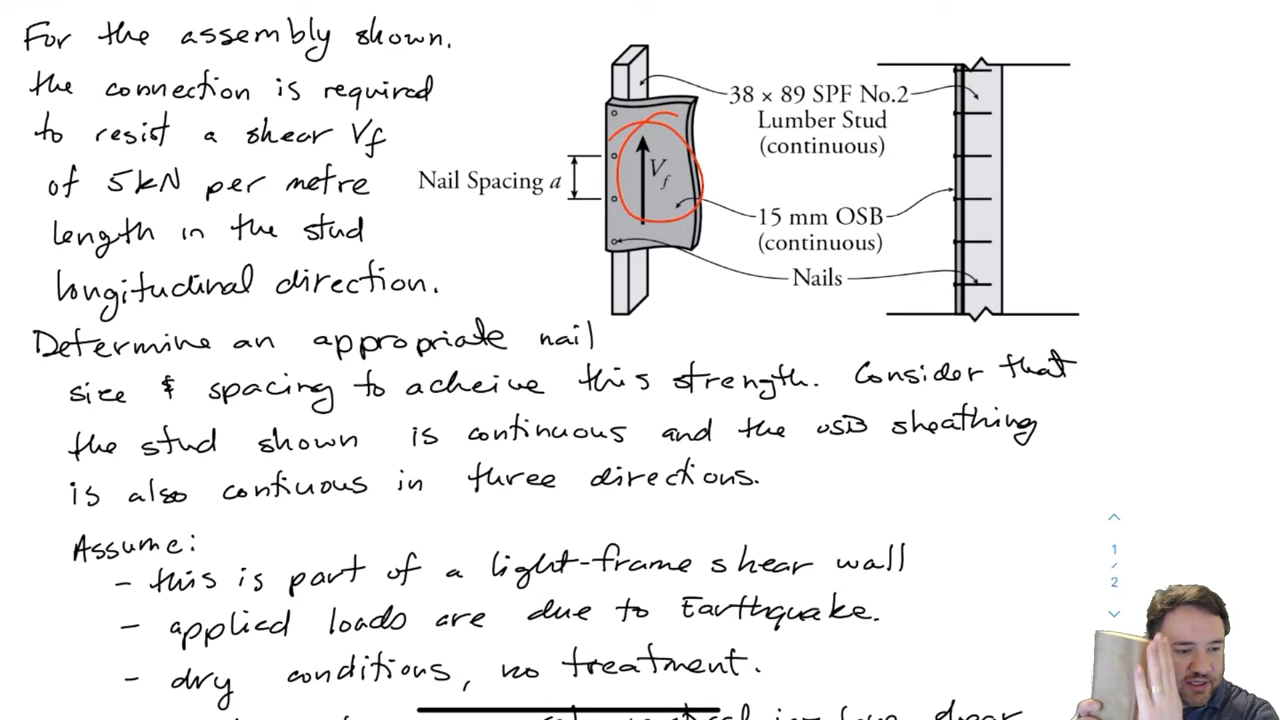 For the assembly shown.
the connection is required
to resist a shear Vf
of 5kN per metre
length in the stud
longitudinal direction.
Determine an appropriate nail
size & spacing to acheive this strength. Consider that
the stud shown is continuous and the OSB sheathing
is also contiuous in three directions.
Assume:
- this is part of a light-frame shear wall
- applied loads are due to Earthquake.
- dry conditions, no treatment.
38 × 89 SPF No.2
Lumber Stud
(continuous)
Vf
Nail Spacing a
15 mm OSB
(continuous)
Nails
1
/
2